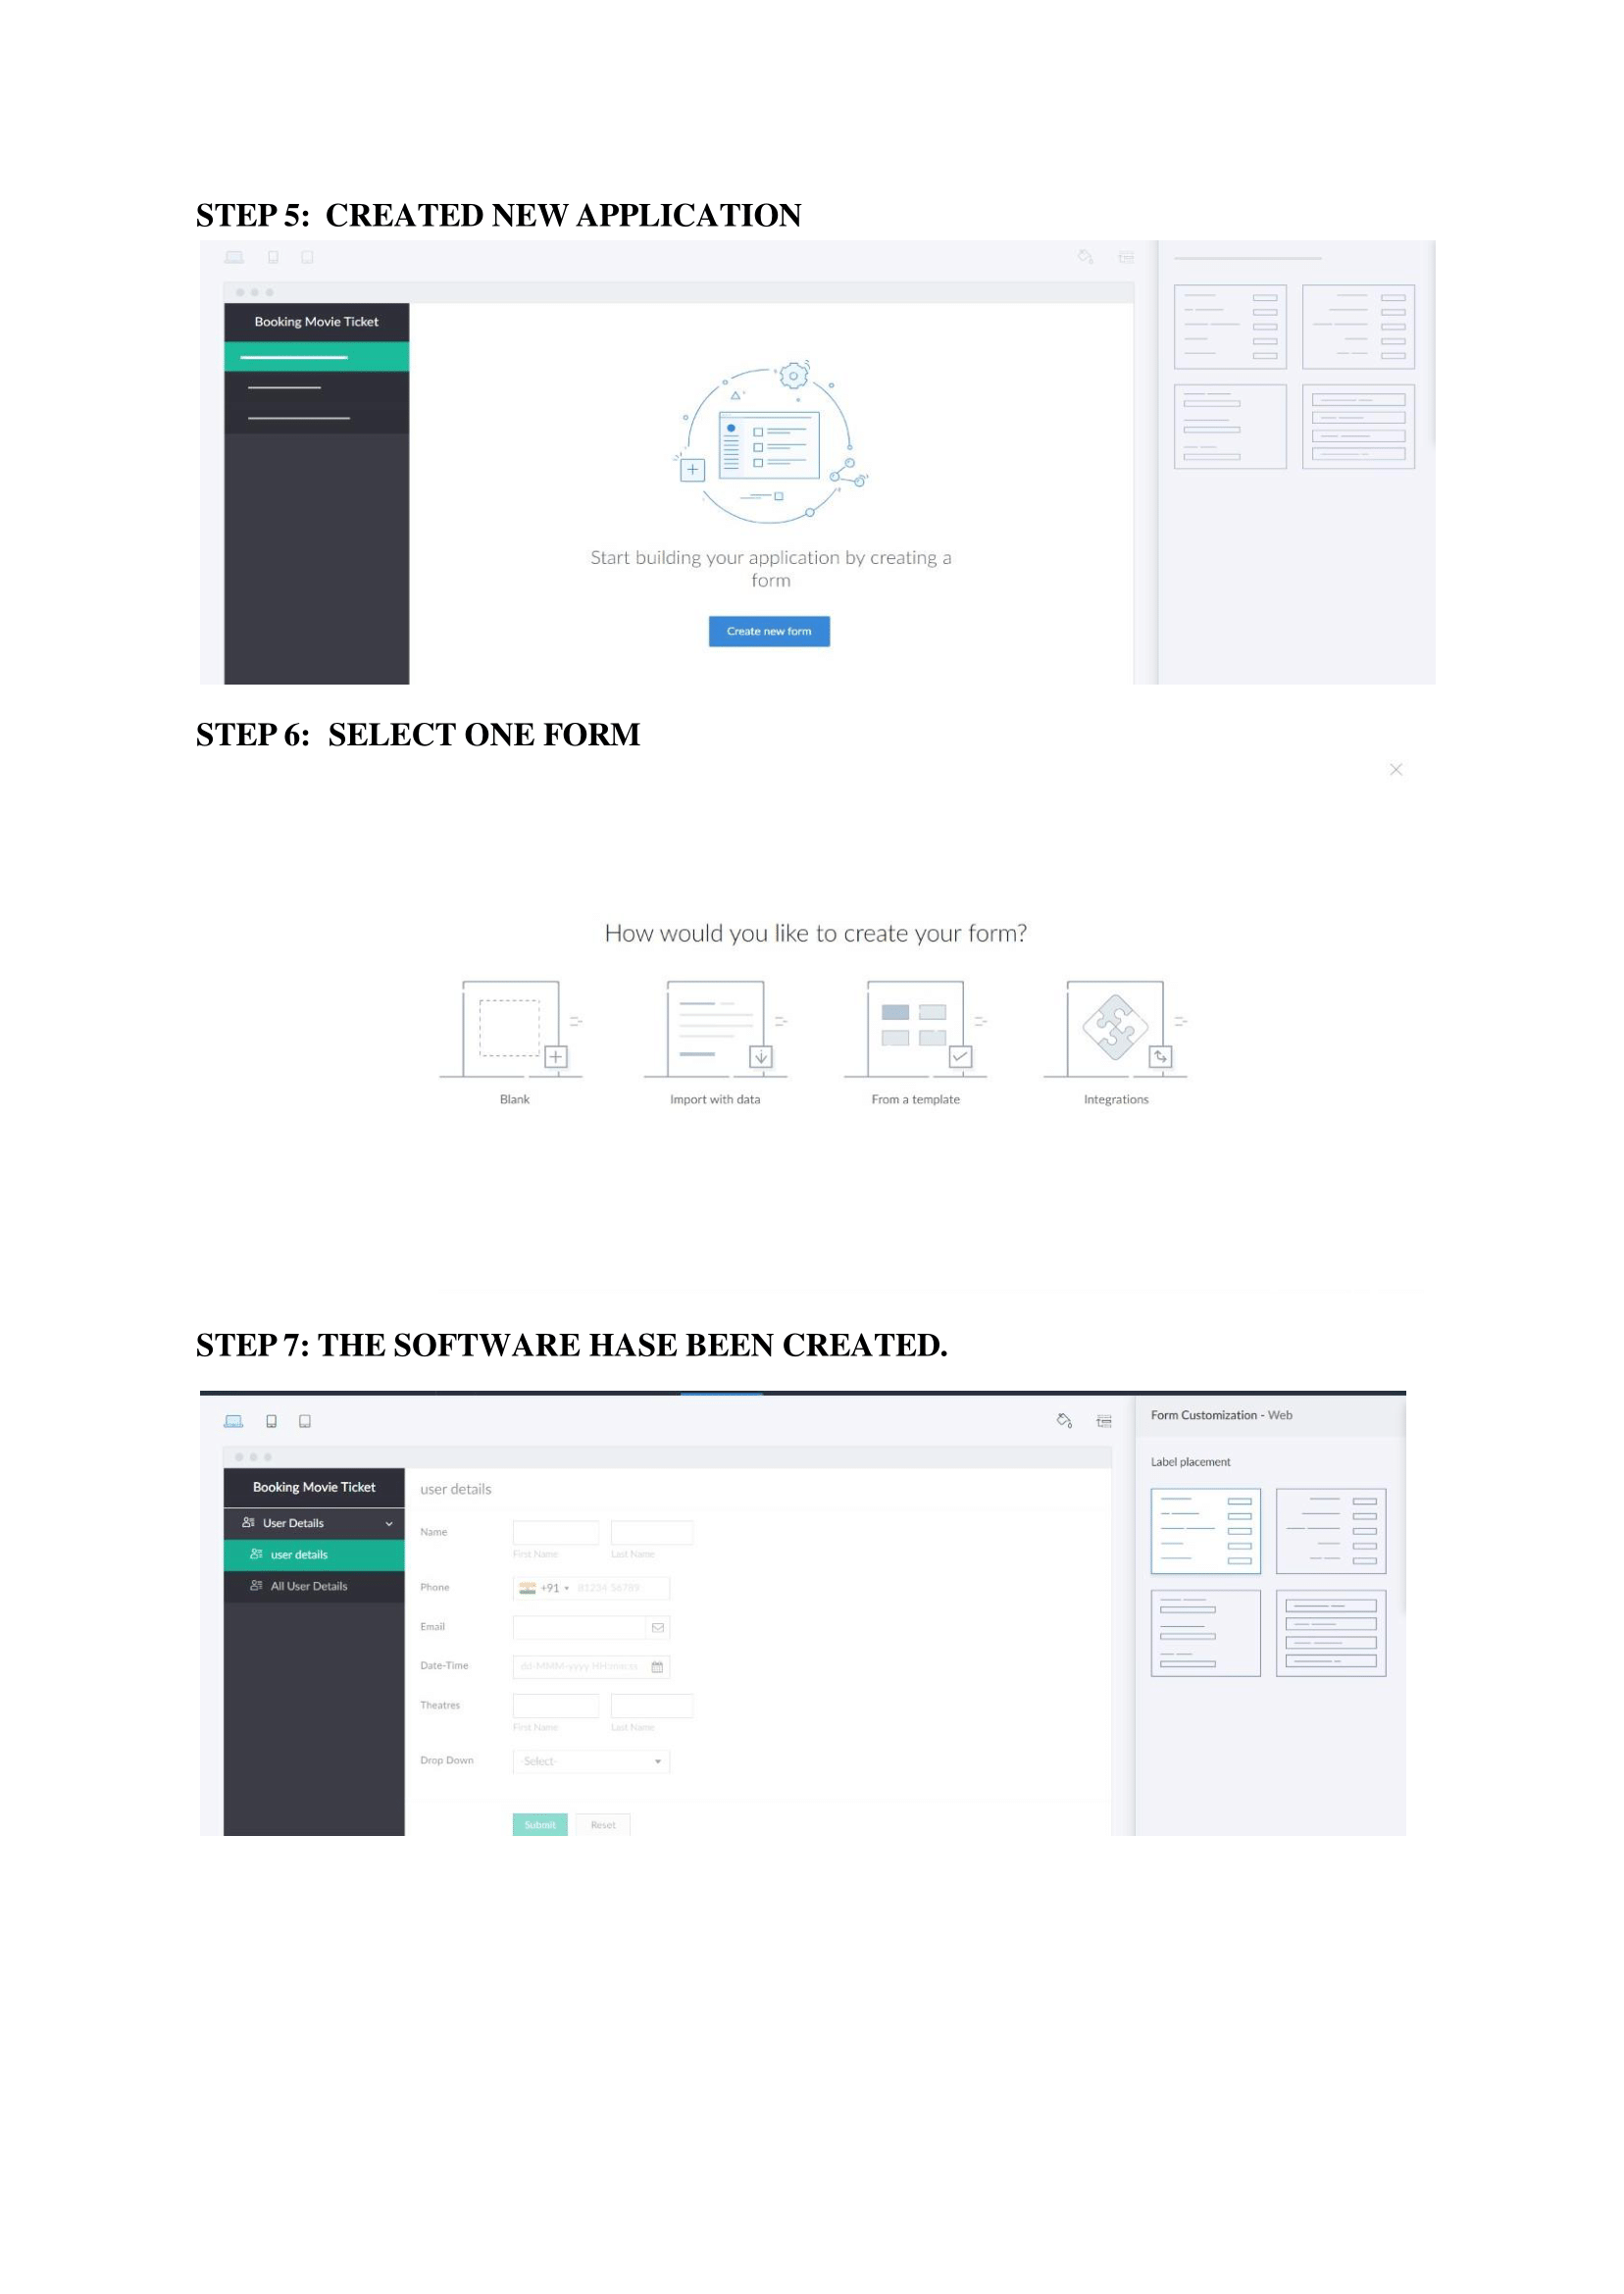 STEP 5: CREATED NEW APPLICATION
Booking Movie Ticket
Start building your application by creating a
form
Create new form
STEP 6: SELECT ONE FORM
How would you like to create your form?
Blank Import with data From a template Integrations
STEP 7: THE SOFTWARE HASE BEEN CREATED.
Form Customization - Web
Label placement
Booking Movie Ticket
User Details
user details
All User Details
user details
Name
First Name Last Name
Phone +91 81234 56789
Email
Date-Time dd-MMM-yyyy HH:mm:ss
Theatres
First Name Last Name
Drop Down -Select-
Submit Reset